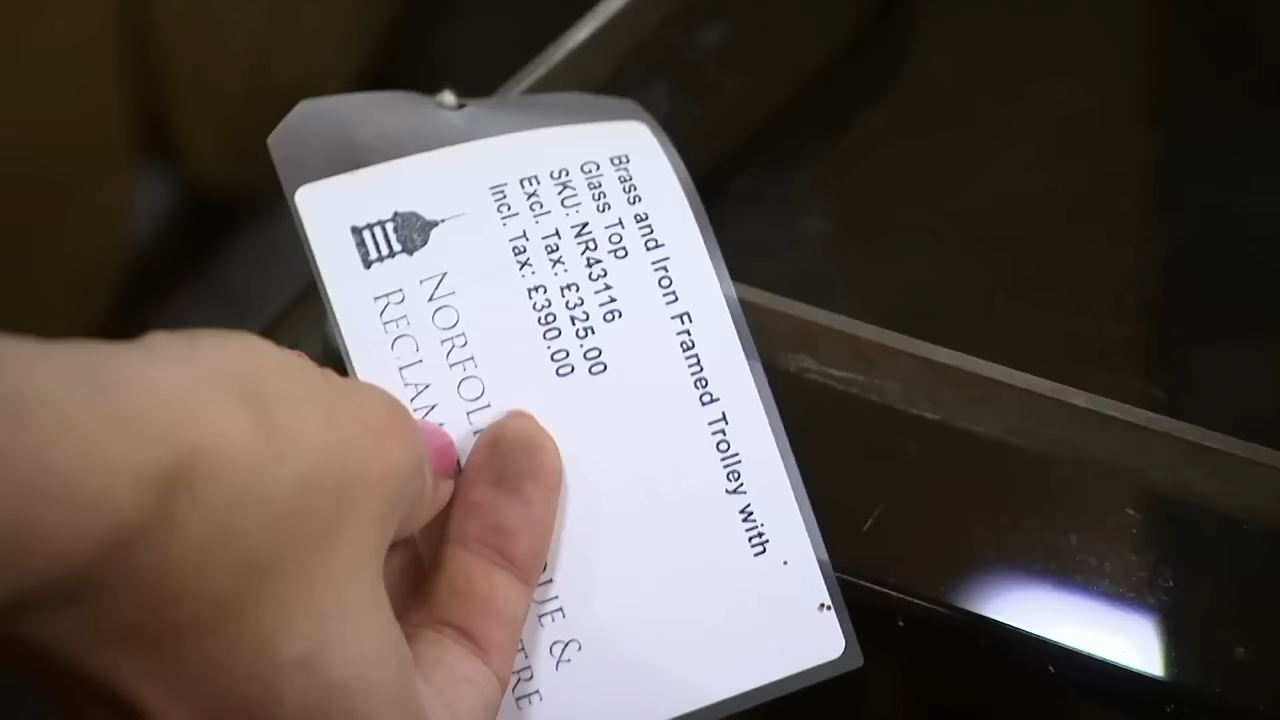 Brass and Iron Framed Trolley with
Glass Top
SKU: NR43116
Excl. Tax: £325.00
Incl. Tax: £390.00
NORFOL
RECLAM
UE &
TRE